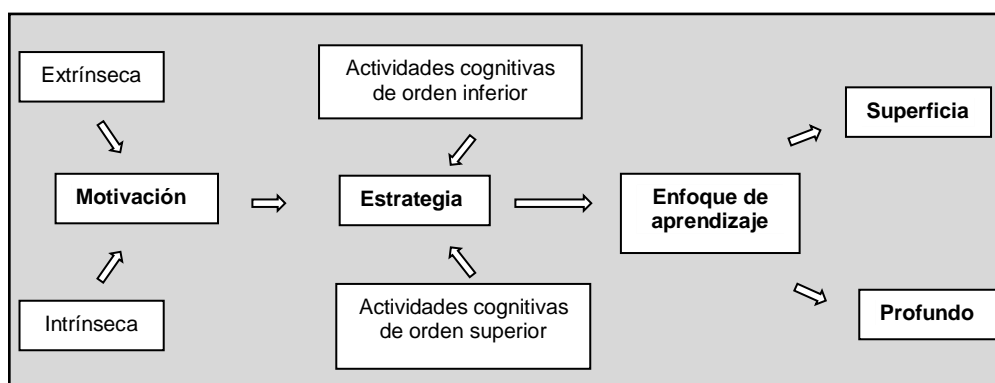 Extrínseca
Actividades cognitivas
de orden inferior
Superficia
Motivación
Estrategia
Enfoque de
aprendizaje
Intrínseca
Actividades cognitivas
de orden superior
Profundo